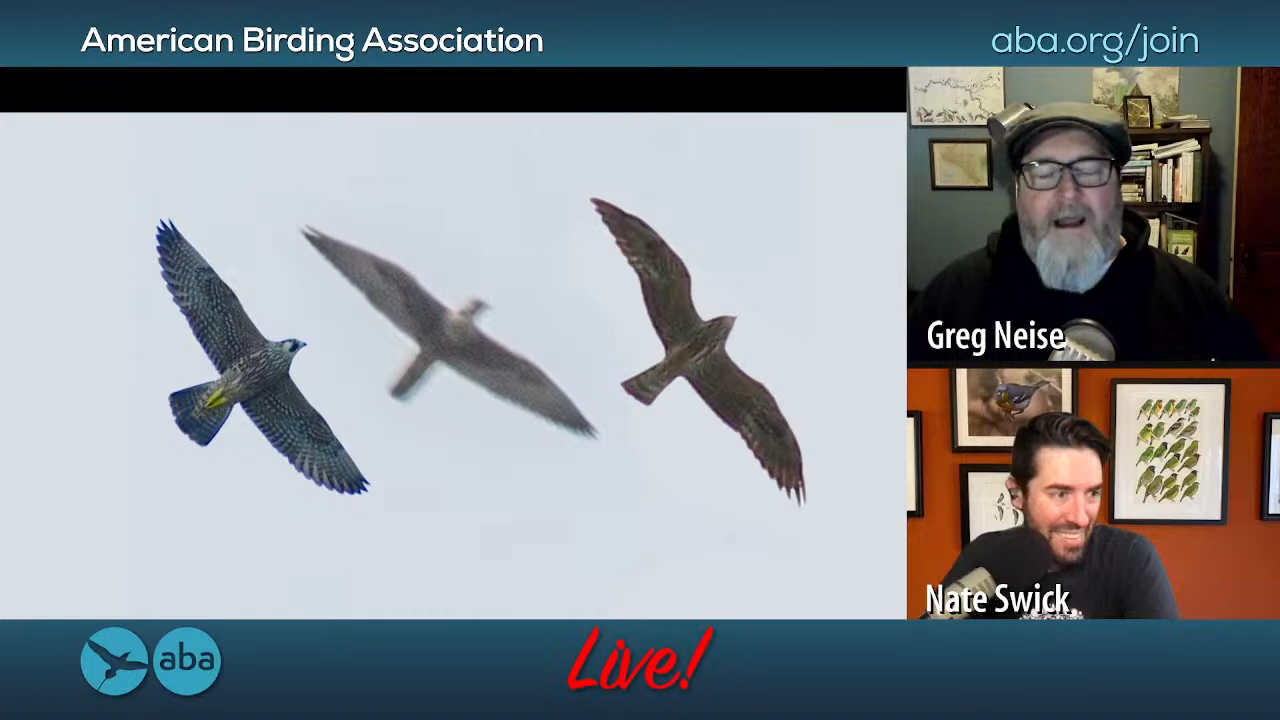 American Birding Association
aba.org/join
Greg Neise
Nate Swick
aba
Live!